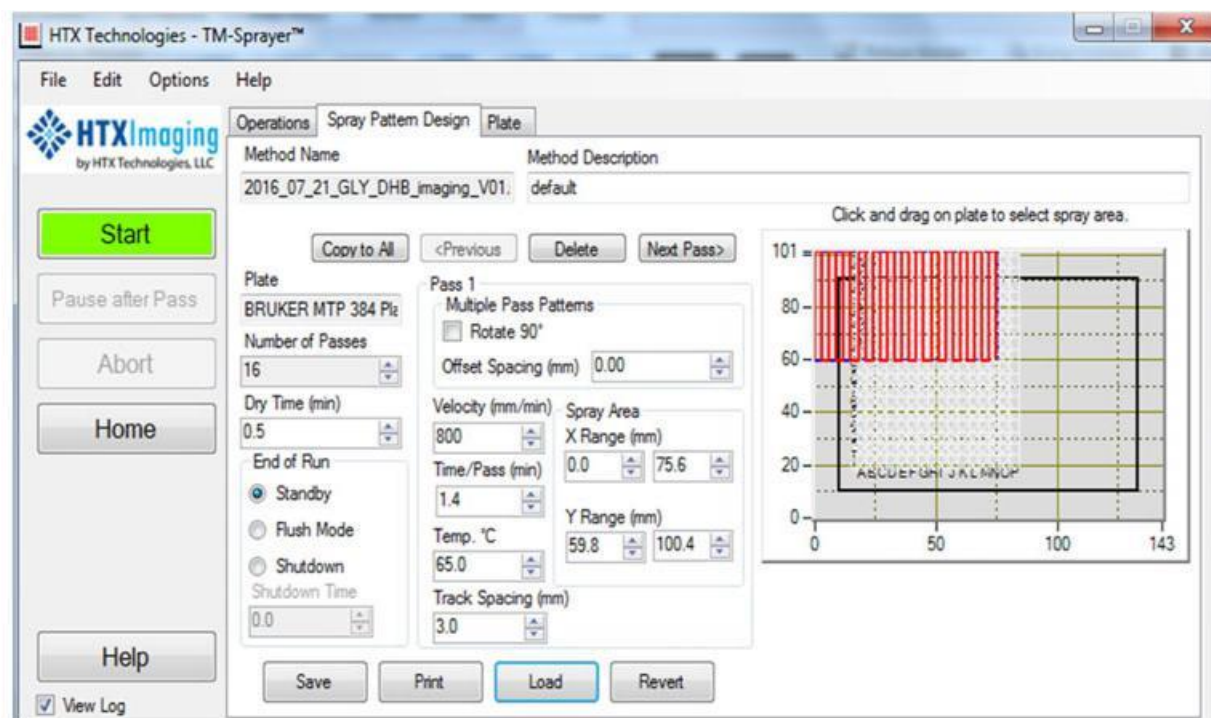 HTX Technologies - TM-Sprayer™
File Edit Options Help
HTXImaging
by HTX Technologies, LLC
Start
Pause after Pass
Abort
Home
Help
View Log
Operations Spray Pattern Design Plate
Method Name Method Description
2016_07_21_GLY_DHB_imaging_V01. default
Copy to All <Previous Delete Next Pass>
Plate
BRUKER MTP 384 Pla
Number of Passes
16
Dry Time (min)
0.5
End of Run
Standby
Flush Mode
Shutdown
Shutdown Time
0.0
Pass 1
Multiple Pass Patterns
Rotate 90°
Offset Spacing (mm) 0.00
Velocity (mm/min)
800
Time/Pass (min)
1.4
Temp. °C
65.0
Track Spacing (mm)
3.0
Spray Area
X Range (mm)
0.0 75.6
Y Range (mm)
59.8 100.4
Save Print Load Revert
Click and drag on plate to select spray area.
101
80
60
40
20
0
0 50 100 143